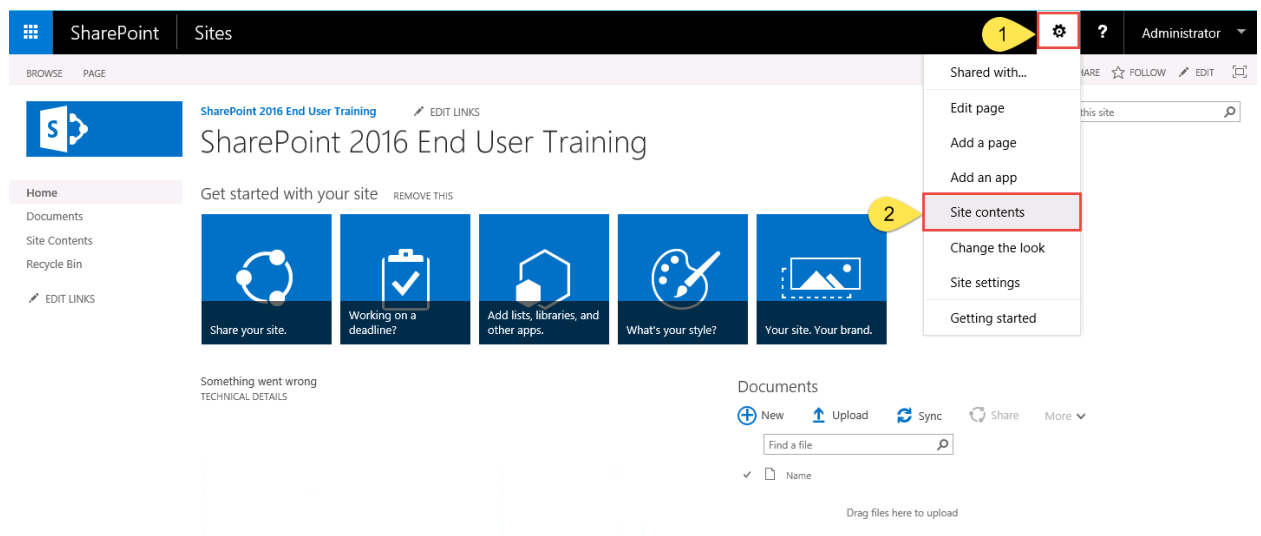 SharePoint
Sites
1
?
Administrator
BROWSE PAGE
HARE FOLLOW EDIT
Shared with...
Edit page
Add a page
Add an app
2
Site contents
Change the look
Site settings
Getting started
S
SharePoint 2016 End User Training EDIT LINKS
this site
SharePoint 2016 End User Training
Home
Documents
Site Contents
Recycle Bin
EDIT LINKS
Get started with your site REMOVE THIS
Share your site.
Working on a
deadline?
Add lists, libraries, and
other apps.
What's your style?
Your site. Your brand.
Something went wrong
TECHNICAL DETAILS
Documents
New Upload Sync Share More
Find a file
Name
Drag files here to upload